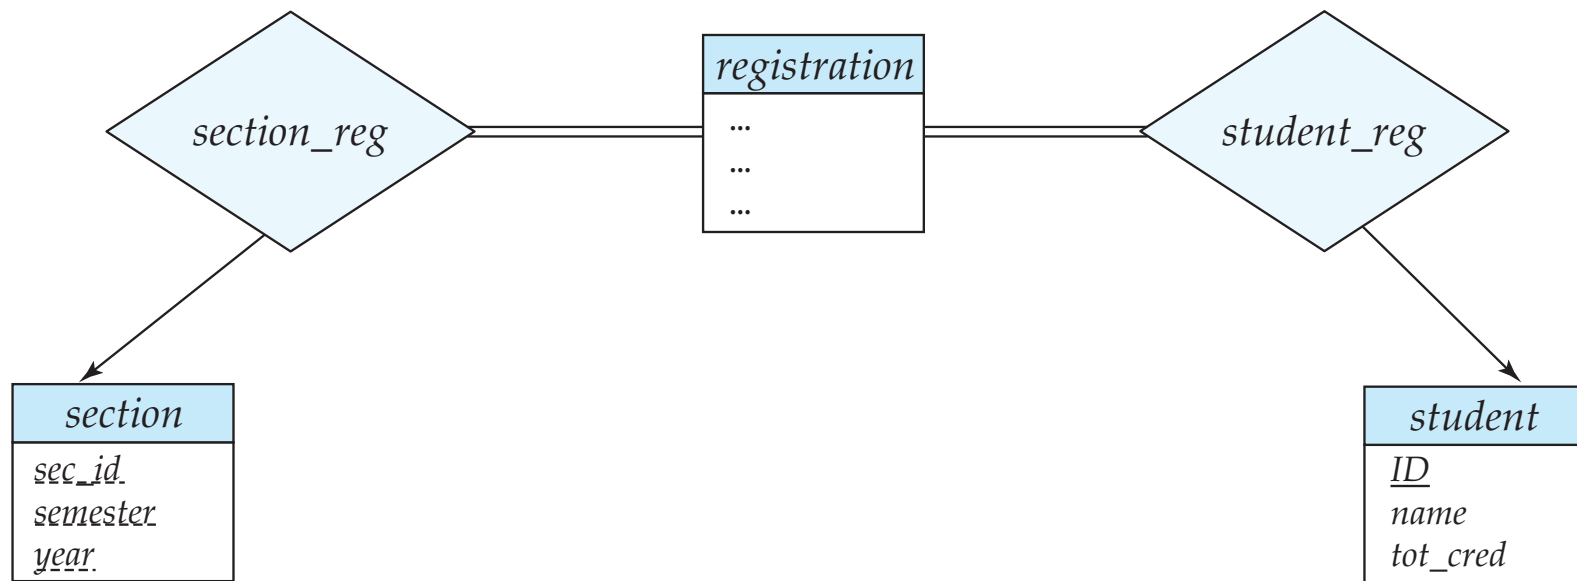 section_reg
registration
...
...
...
student_reg
section
sec_id
semester
year
student
ID
name
tot_cred